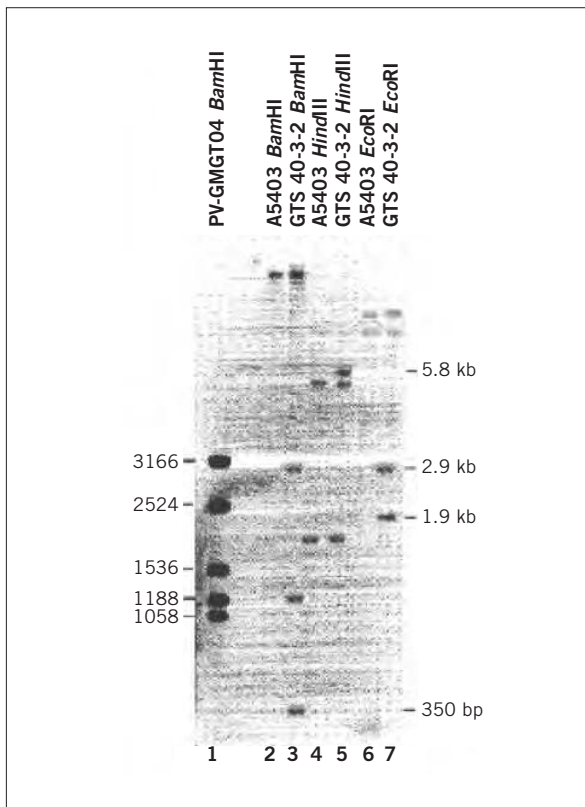 PV-GMGT04 BamHI
A5403 BamHI
GTS 40-3-2 BamHI
A5403 HindIII
GTS 40-3-2 HindIII
A5403 EcoRI
GTS 40-3-2 EcoRI
5.8 kb
3166
2.9 kb
2524
1.9 kb
1536
1188
1058
350 bp
1 2 3 4 5 6 7